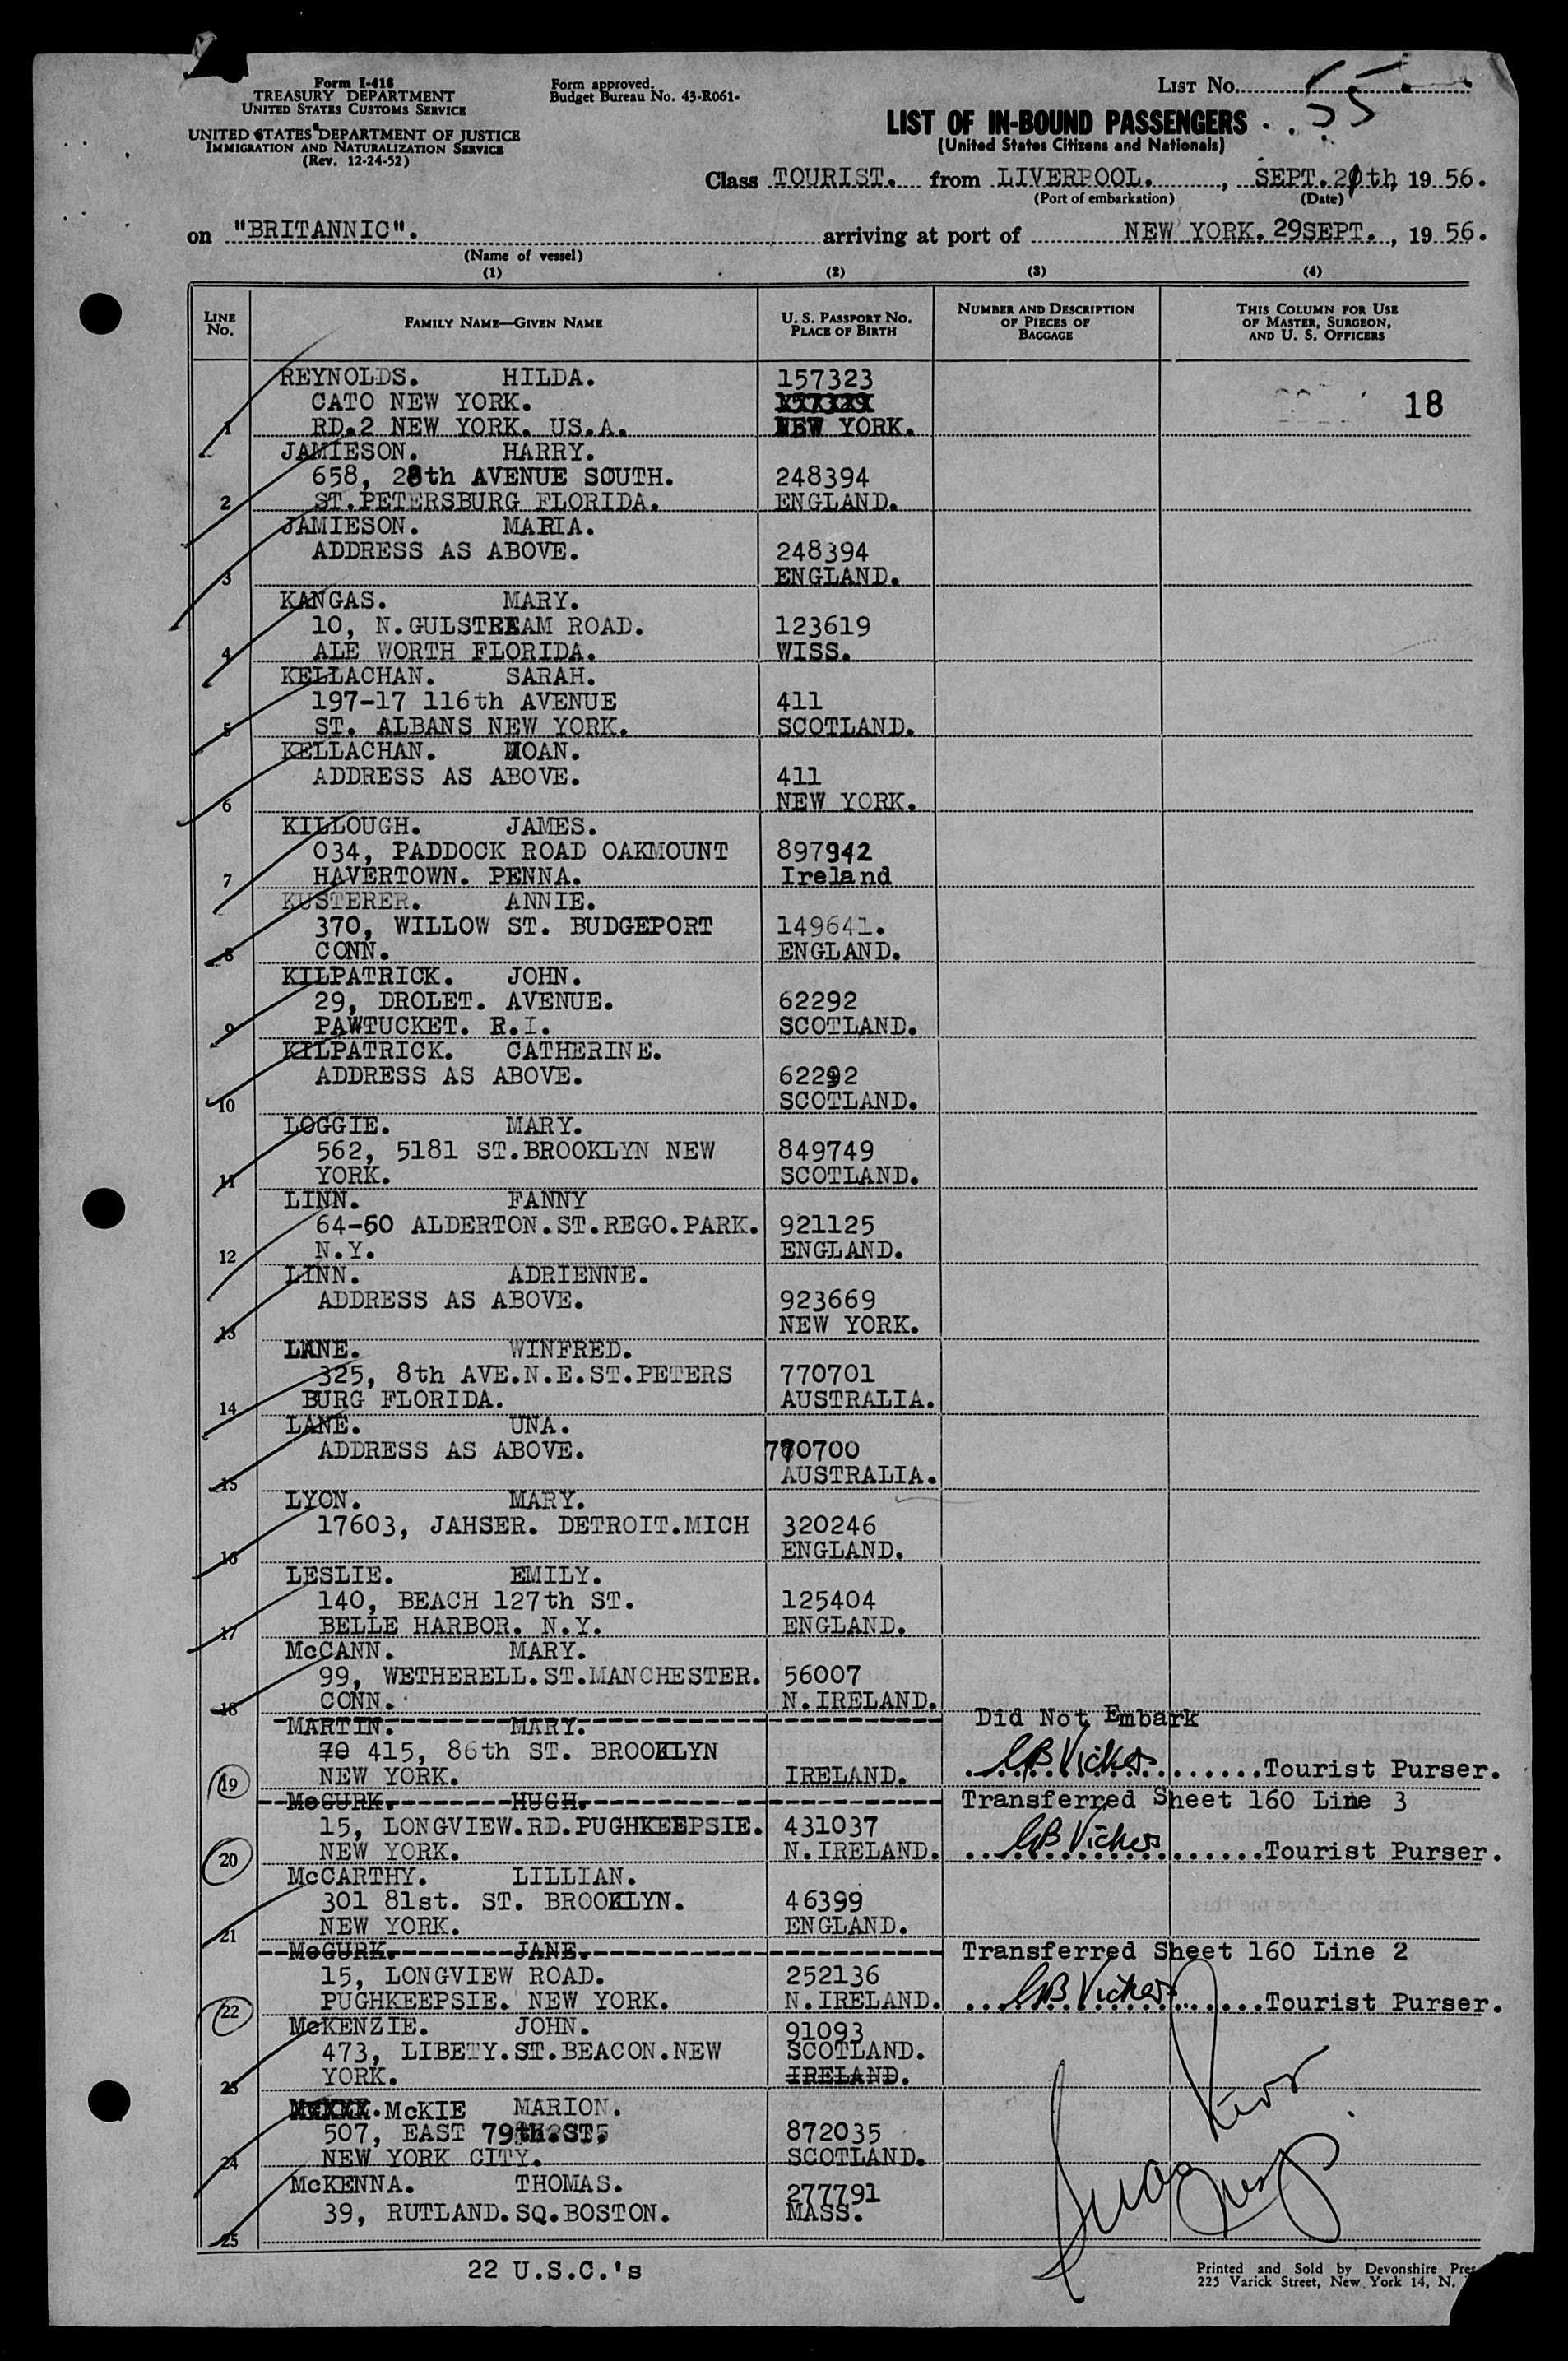 Form I-416
TREASURY DEPARTMENT
UNITED STATES CUSTOMS SERVICE
UNITED STATES DEPARTMENT OF JUSTICE
IMMIGRATION AND NATURALIZATION SERVICE
(Rev. 12-24-52)
Form approved.
Budget Bureau No. 43-R061-
LIST No. 55
LIST OF IN-BOUND PASSENGERS
(United States Citizens and Nationals)
Class TOURIST. from LIVERPOOL. , SEPT. 20th, 1956.
(Port of embarkation) (Date)
on "BRITANNIC". arriving at port of NEW YORK. 29SEPT. , 1956.
(Name of vessel)
(1) (2) (3) (4)
LINE No. FAMILY NAME—GIVEN NAME U. S. PASSPORT No. PLACE OF BIRTH NUMBER AND DESCRIPTION OF PIECES OF BAGGAGE THIS COLUMN FOR USE OF MASTER, SURGEON, AND U. S. OFFICERS
REYNOLDS. HILDA. 157323
CATO NEW YORK. 18
1 RD.2 NEW YORK. US.A. NEW YORK.
JAMIESON. HARRY.
658, 28th AVENUE SOUTH. 248394
2 ST.PETERSBURG FLORIDA. ENGLAND.
JAMIESON. MARIA.
ADDRESS AS ABOVE. 248394
3 ENGLAND.
KANGAS. MARY.
10, N.GULSTREAM ROAD. 123619
4 ALE WORTH FLORIDA. WISS.
KELLACHAN. SARAH.
197-17 116th AVENUE 411
5 ST. ALBANS NEW YORK. SCOTLAND.
KELLACHAN. MOAN.
ADDRESS AS ABOVE. 411
6 NEW YORK.
KILLOUGH. JAMES.
034, PADDOCK ROAD OAKMOUNT 897942
7 HAVERTOWN. PENNA. Ireland
KUSTERER. ANNIE.
370, WILLOW ST. BUDGEPORT 149641.
8 CONN. ENGLAND.
KILPATRICK. JOHN.
29, DROLET. AVENUE. 62292
9 PAWTUCKET. R.I. SCOTLAND.
KILPATRICK. CATHERINE.
ADDRESS AS ABOVE. 62292
10 SCOTLAND.
LOGGIE. MARY.
562, 5181 ST.BROOKLYN NEW 849749
11 YORK. SCOTLAND.
LINN. FANNY
64-60 ALDERTON.ST.REGO.PARK. 921125
12 N.Y. ENGLAND.
LINN. ADRIENNE.
ADDRESS AS ABOVE. 923669
13 NEW YORK.
LANE. WINFRED.
325, 8th AVE.N.E.ST.PETERS 770701
14 BURG FLORIDA. AUSTRALIA.
LANE. UNA.
ADDRESS AS ABOVE. 770700
15 AUSTRALIA.
LYON. MARY.
17603, JAHSER. DETROIT.MICH 320246
16 ENGLAND.
LESLIE. EMILY.
140, BEACH 127th ST. 125404
17 BELLE HARBOR. N.Y. ENGLAND.
McCANN. MARY.
99, WETHERELL.ST.MANCHESTER. 56007
18 CONN. N.IRELAND.
MARTIN. MARY. Did Not Embark
70 415, 86th ST. BROOKLYN GB Vickers
19 NEW YORK. IRELAND. Tourist Purser.
McGURK. HUGH. Transferred Sheet 160 Line 3
15, LONGVIEW.RD.PUGHKEEPSIE. 431037 GB Vickers
20 NEW YORK. N.IRELAND. Tourist Purser.
McCARTHY. LILLIAN.
301 81st. ST. BROOKLYN. 46399
21 NEW YORK. ENGLAND.
McGURK. JANE. Transferred Sheet 160 Line 2
15, LONGVIEW ROAD. 252136 GB Vickers
22 PUGHKEEPSIE. NEW YORK. N.IRELAND. Tourist Purser.
McKENZIE. JOHN. 91093
473, LIBETY.ST.BEACON.NEW SCOTLAND.
23 YORK. IRELAND.
McKIE MARION.
507, EAST 79th.ST. 872035
24 NEW YORK CITY. SCOTLAND.
McKENNA. THOMAS. 277791
39, RUTLAND.SQ.BOSTON. MASS.
25
22 U.S.C.'s
Printed and Sold by Devonshire
225 Varick Street, New York 14, N.